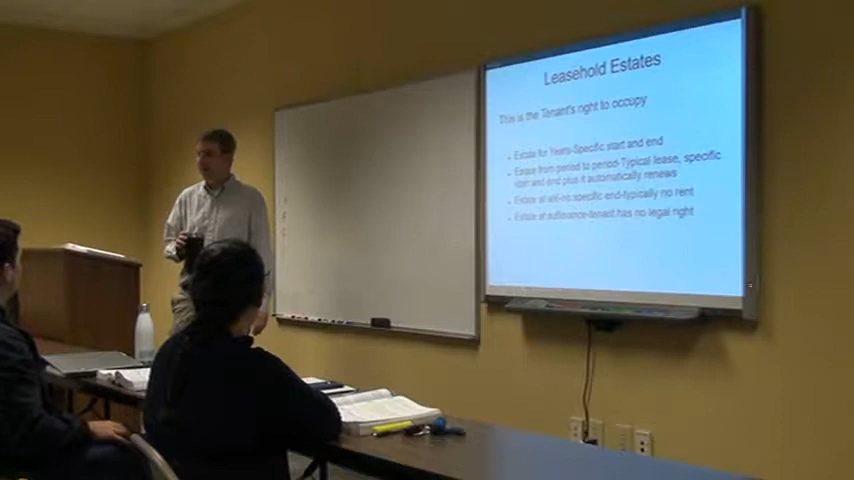 Leasehold Estates
This is the Tenant's right to occupy
Estate for Years-Specific start and end
Estate from period to period-Typical lease, specific
start and end plus it automatically renews
Estate at will-no specific end-typically no rent
Estate at sufferance-tenant has no legal right